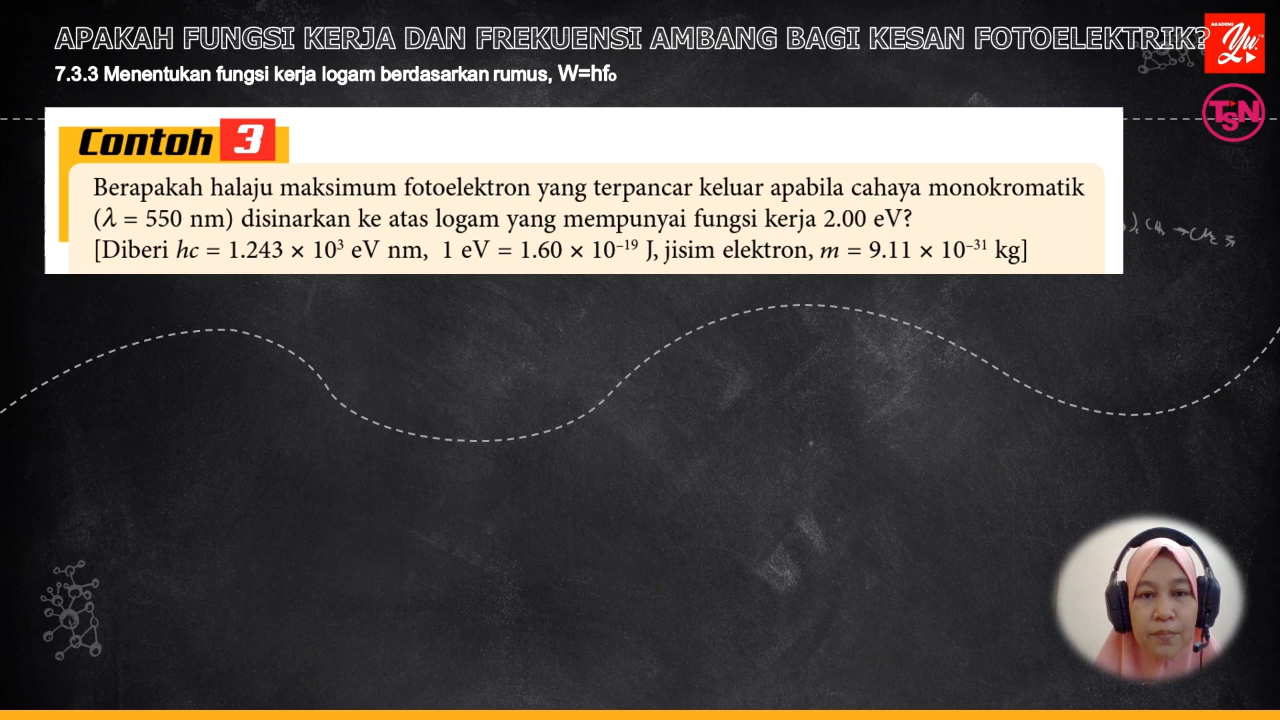 APAKAH FUNGSI KERJA DAN FREKUENSI AMBANG BAGI KESAN FOTOELEKTRIK?
7.3.3 Menentukan fungsi kerja logam berdasarkan rumus, W=hf₀
AKADEMI
Yu.
TSN
Contoh 3
Berapakah halaju maksimum fotoelektron yang terpancar keluar apabila cahaya monokromatik
(λ = 550 nm) disinarkan ke atas logam yang mempunyai fungsi kerja 2.00 eV?
[Diberi hc = 1.243 × 10³ eV nm, 1 eV = 1.60 × 10⁻¹⁹ J, jisim elektron, m = 9.11 × 10⁻³¹ kg]